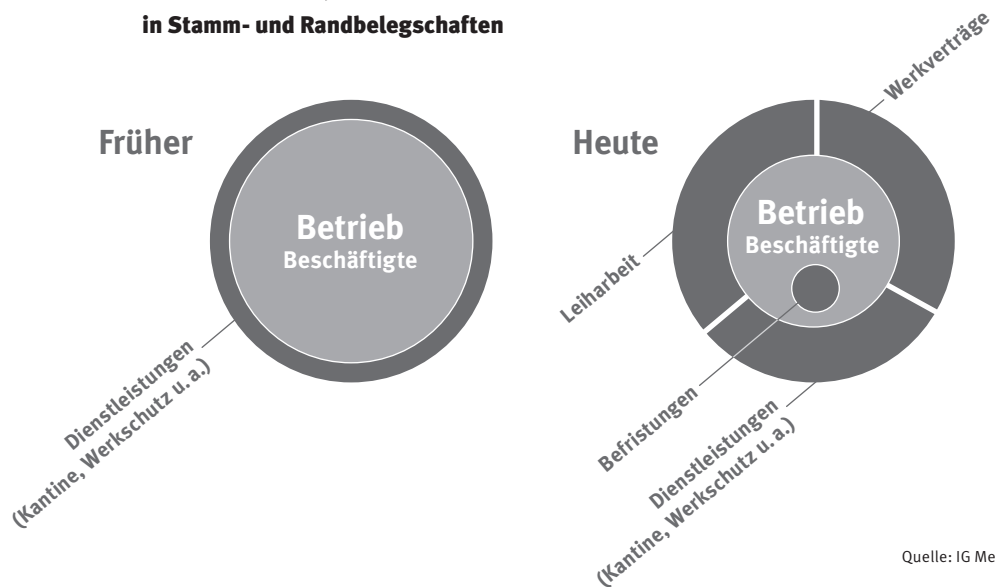 in Stamm- und Randbelegschaften
Früher
Betrieb
Beschäftigte
Dienstleistungen
(Kantine, Werkschutz u. a.)
Heute
Werkverträge
Betrieb
Beschäftigte
Leiharbeit
Befristungen
Dienstleistungen
(Kantine, Werkschutz u. a.)
Quelle: IG Me